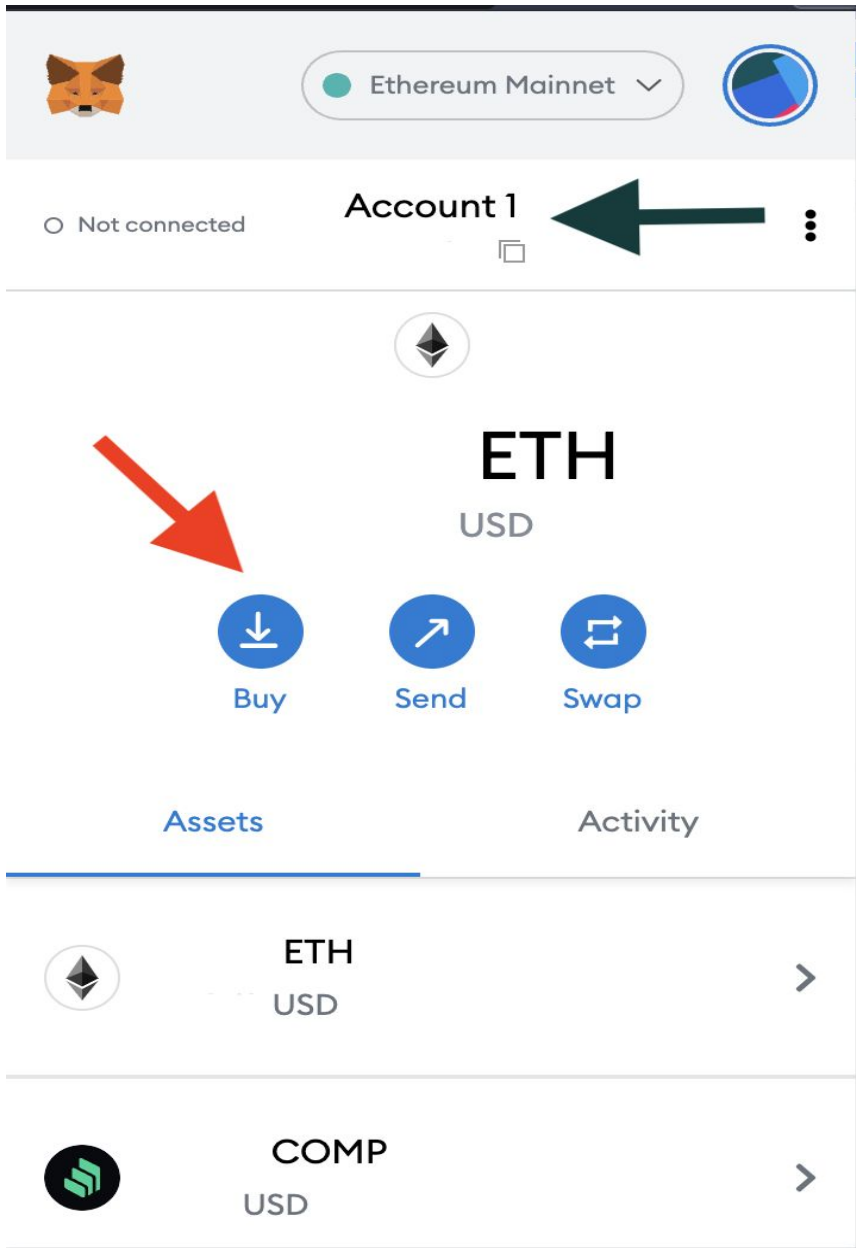 Ethereum Mainnet
Not connected
Account 1
ETH
USD
Buy Send Swap
Assets Activity
ETH
USD
COMP
USD